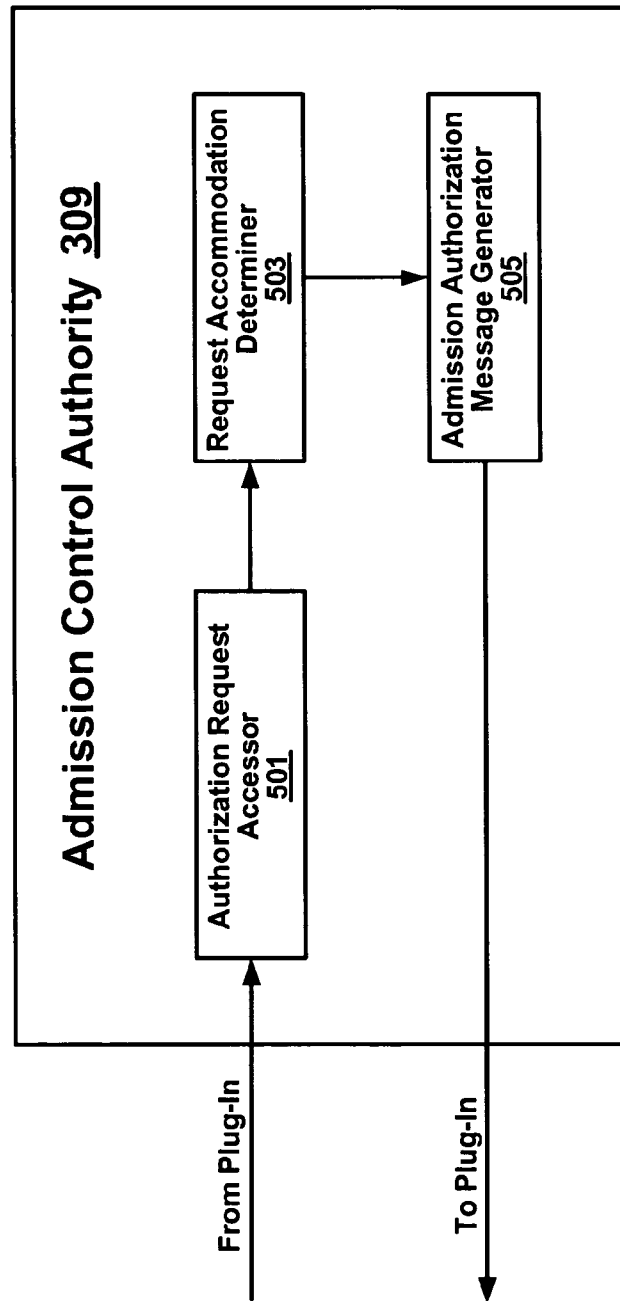 Admission Control Authority 309
From Plug-In
Authorization Request
Accessor
501
Request Accommodation
Determiner
503
To Plug-In
Admission Authorization
Message Generator
505